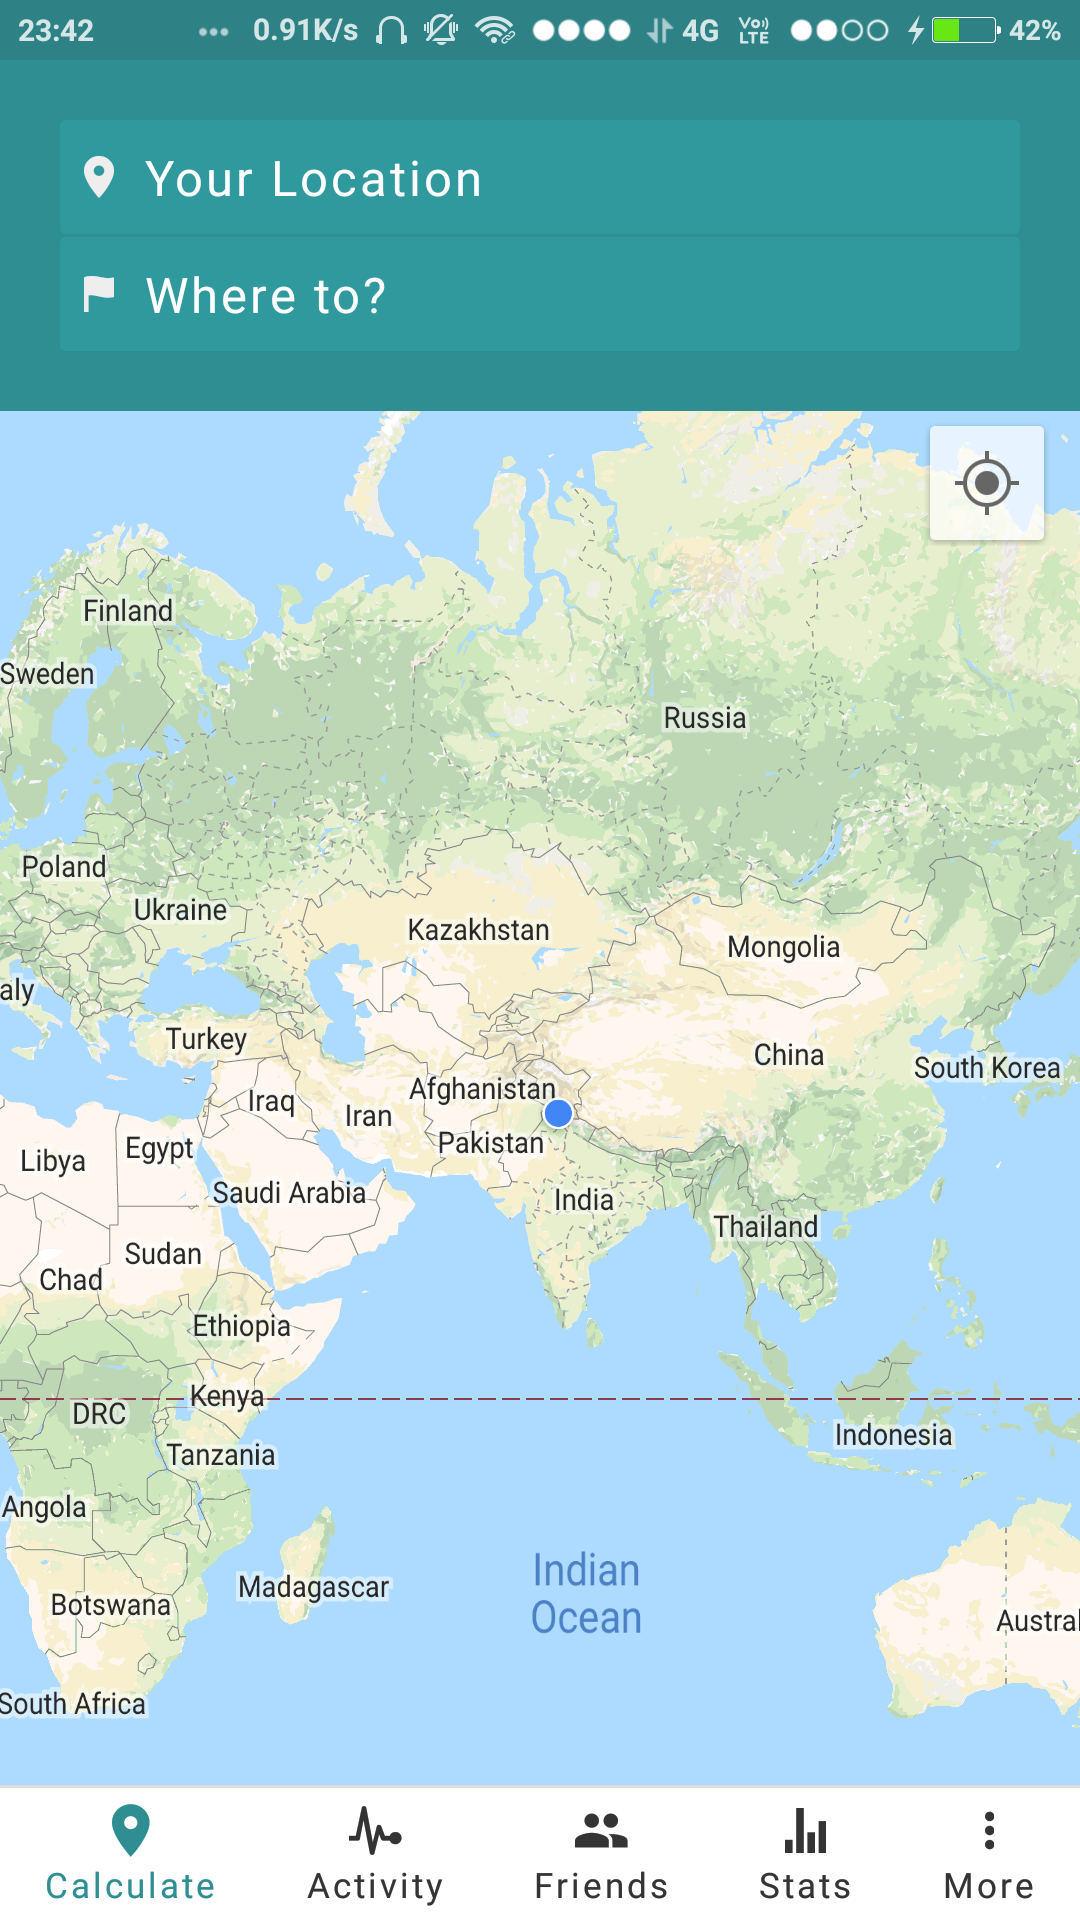 23:42 ... 0.91K/s 4G Vo)) LTE 42%
Your Location
Where to?
Finland
Sweden
Russia
Poland
Ukraine
Kazakhstan
Mongolia
aly
Turkey
China
South Korea
Afghanistan
Iraq
Iran
Pakistan
Egypt
Libya
Saudi Arabia
India
Thailand
Sudan
Chad
Ethiopia
Kenya
DRC
Indonesia
Tanzania
Angola
Indian
Ocean
Madagascar
Botswana
Austral
South Africa
Calculate Activity Friends Stats More